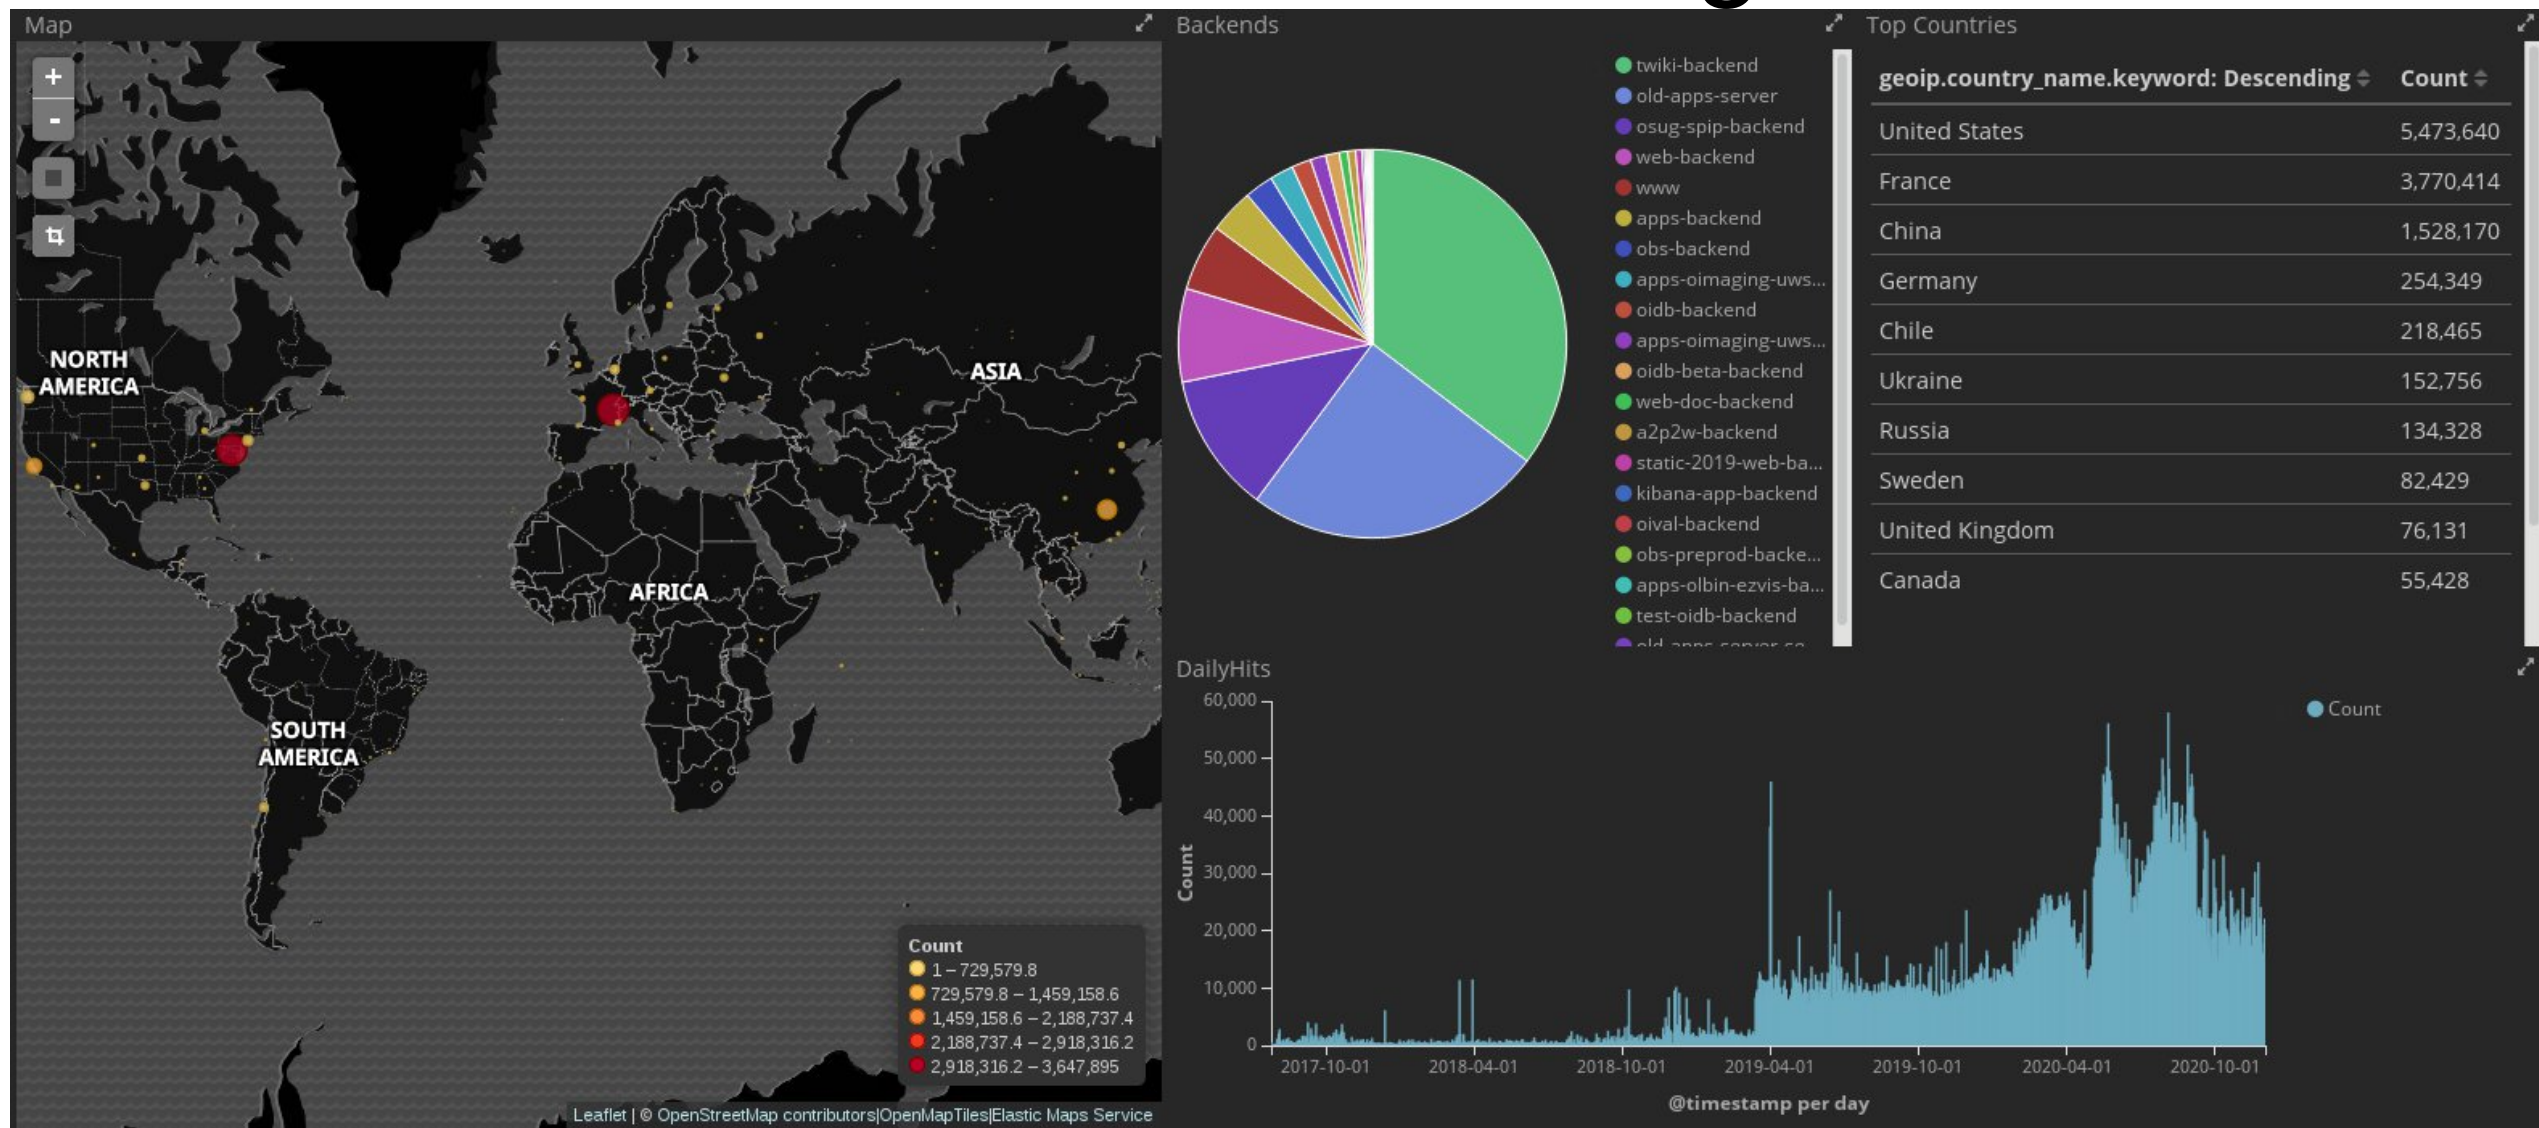 Map
+
-
NORTH
AMERICA
ASIA
AFRICA
SOUTH
AMERICA
Count
1 – 729,579.8
729,579.8 – 1,459,158.6
1,459,158.6 – 2,188,737.4
2,188,737.4 – 2,918,316.2
2,918,316.2 – 3,647,895
Leaflet | © OpenStreetMap contributors|OpenMapTiles|Elastic Maps Service
Backends
twiki-backend
old-apps-server
osug-spip-backend
web-backend
www
apps-backend
obs-backend
apps-oimaging-uws...
oidb-backend
apps-oimaging-uws...
oidb-beta-backend
web-doc-backend
a2p2w-backend
static-2019-web-ba...
kibana-app-backend
oival-backend
obs-preprod-backe...
apps-olbin-ezvis-ba...
test-oidb-backend
Top Countries
geoip.country_name.keyword: Descending Count
United States 5,473,640
France 3,770,414
China 1,528,170
Germany 254,349
Chile 218,465
Ukraine 152,756
Russia 134,328
Sweden 82,429
United Kingdom 76,131
Canada 55,428
DailyHits
Count
60,000
50,000
40,000
30,000
20,000
10,000
0
Count
2017-10-01 2018-04-01 2018-10-01 2019-04-01 2019-10-01 2020-04-01 2020-10-01
@timestamp per day